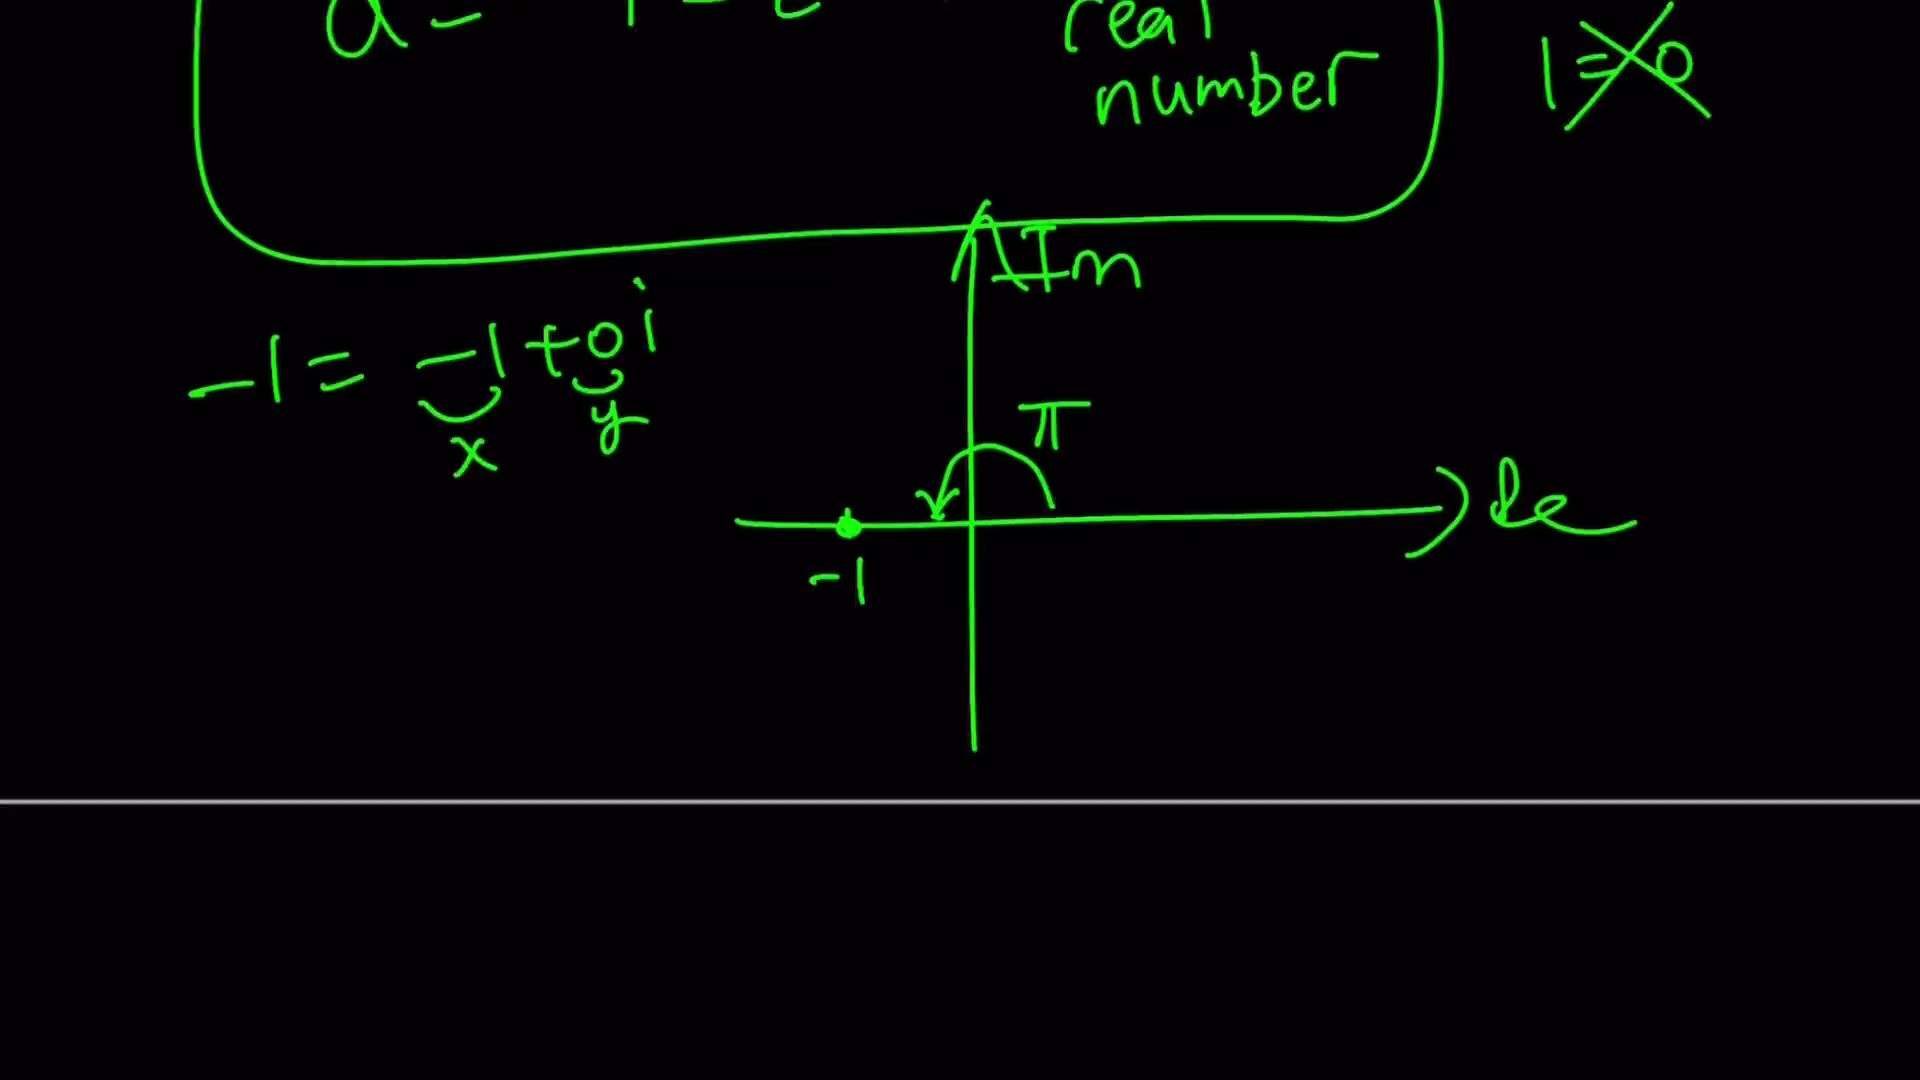 real
number
1=0
Im
-1 = -1+0i
x
y
π
Re
-1